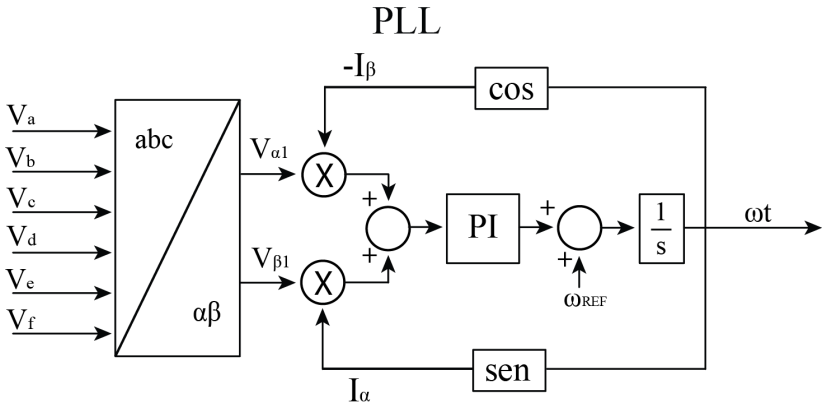 PLL
-Iβ
cos
Va
abc
Vb
Vα1
X
Vc
+
Vd
PI
+
1
s
ωt
+
Vβ1
+
Ve
X
ωREF
αβ
Vf
sen
Iα